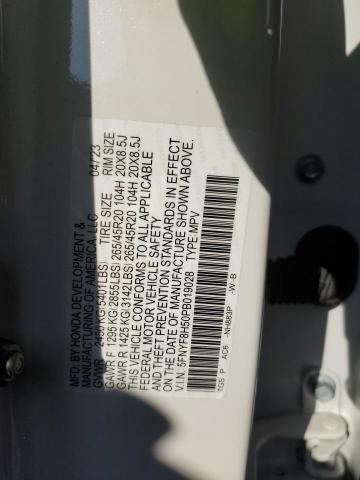 MFD. BY HONDA DEVELOPMENT &
MANUFACTURING OF AMERICA, LLC 04/23
GVWR 2450KG(5401LBS) TIRE SIZE RIM SIZE
GAWR F 1295KG(2855LBS) 265/45R20 104H 20X8.5J
GAWR R 1425KG(3142LBS) 265/45R20 104H 20X8.5J
THIS VEHICLE CONFORMS TO ALL APPLICABLE
FEDERAL MOTOR VEHICLE SAFETY
AND THEFT PREVENTION STANDARDS IN EFFECT
ON THE DATE OF MANUFACTURE SHOWN ABOVE.
V.I.N. 5FNYF8H50PB019028 TYPE MPV
TGS P AC6 -NH883P -W -B